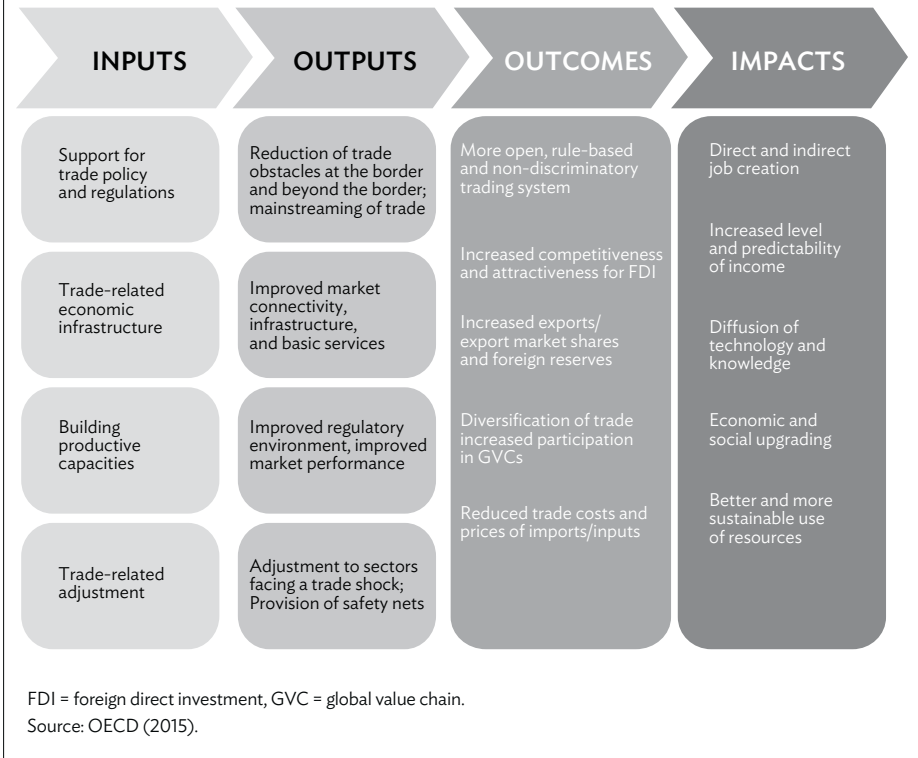 INPUTS
OUTPUTS
OUTCOMES
IMPACTS
Support for
trade policy
and regulations
Trade-related
economic
infrastructure
Building
productive
capacities
Trade-related
adjustment
Reduction of trade
obstacles at the border
and beyond the border;
mainstreaming of trade
Improved market
connectivity,
infrastructure,
and basic services
Improved regulatory
environment, improved
market performance
Adjustment to sectors
facing a trade shock;
Provision of safety nets
More open, rule-based
and non-discriminatory
trading system
Increased competitiveness
and attractiveness for FDI
Increased exports/
export market shares
and foreign reserves
Diversification of trade
increased participation
in GVCs
Reduced trade costs and
prices of imports/inputs
Direct and indirect
job creation
Increased level
and predictability
of income
Diffusion of
technology and
knowledge
Economic and
social upgrading
Better and more
sustainable use
of resources
FDI = foreign direct investment, GVC = global value chain.
Source: OECD (2015).